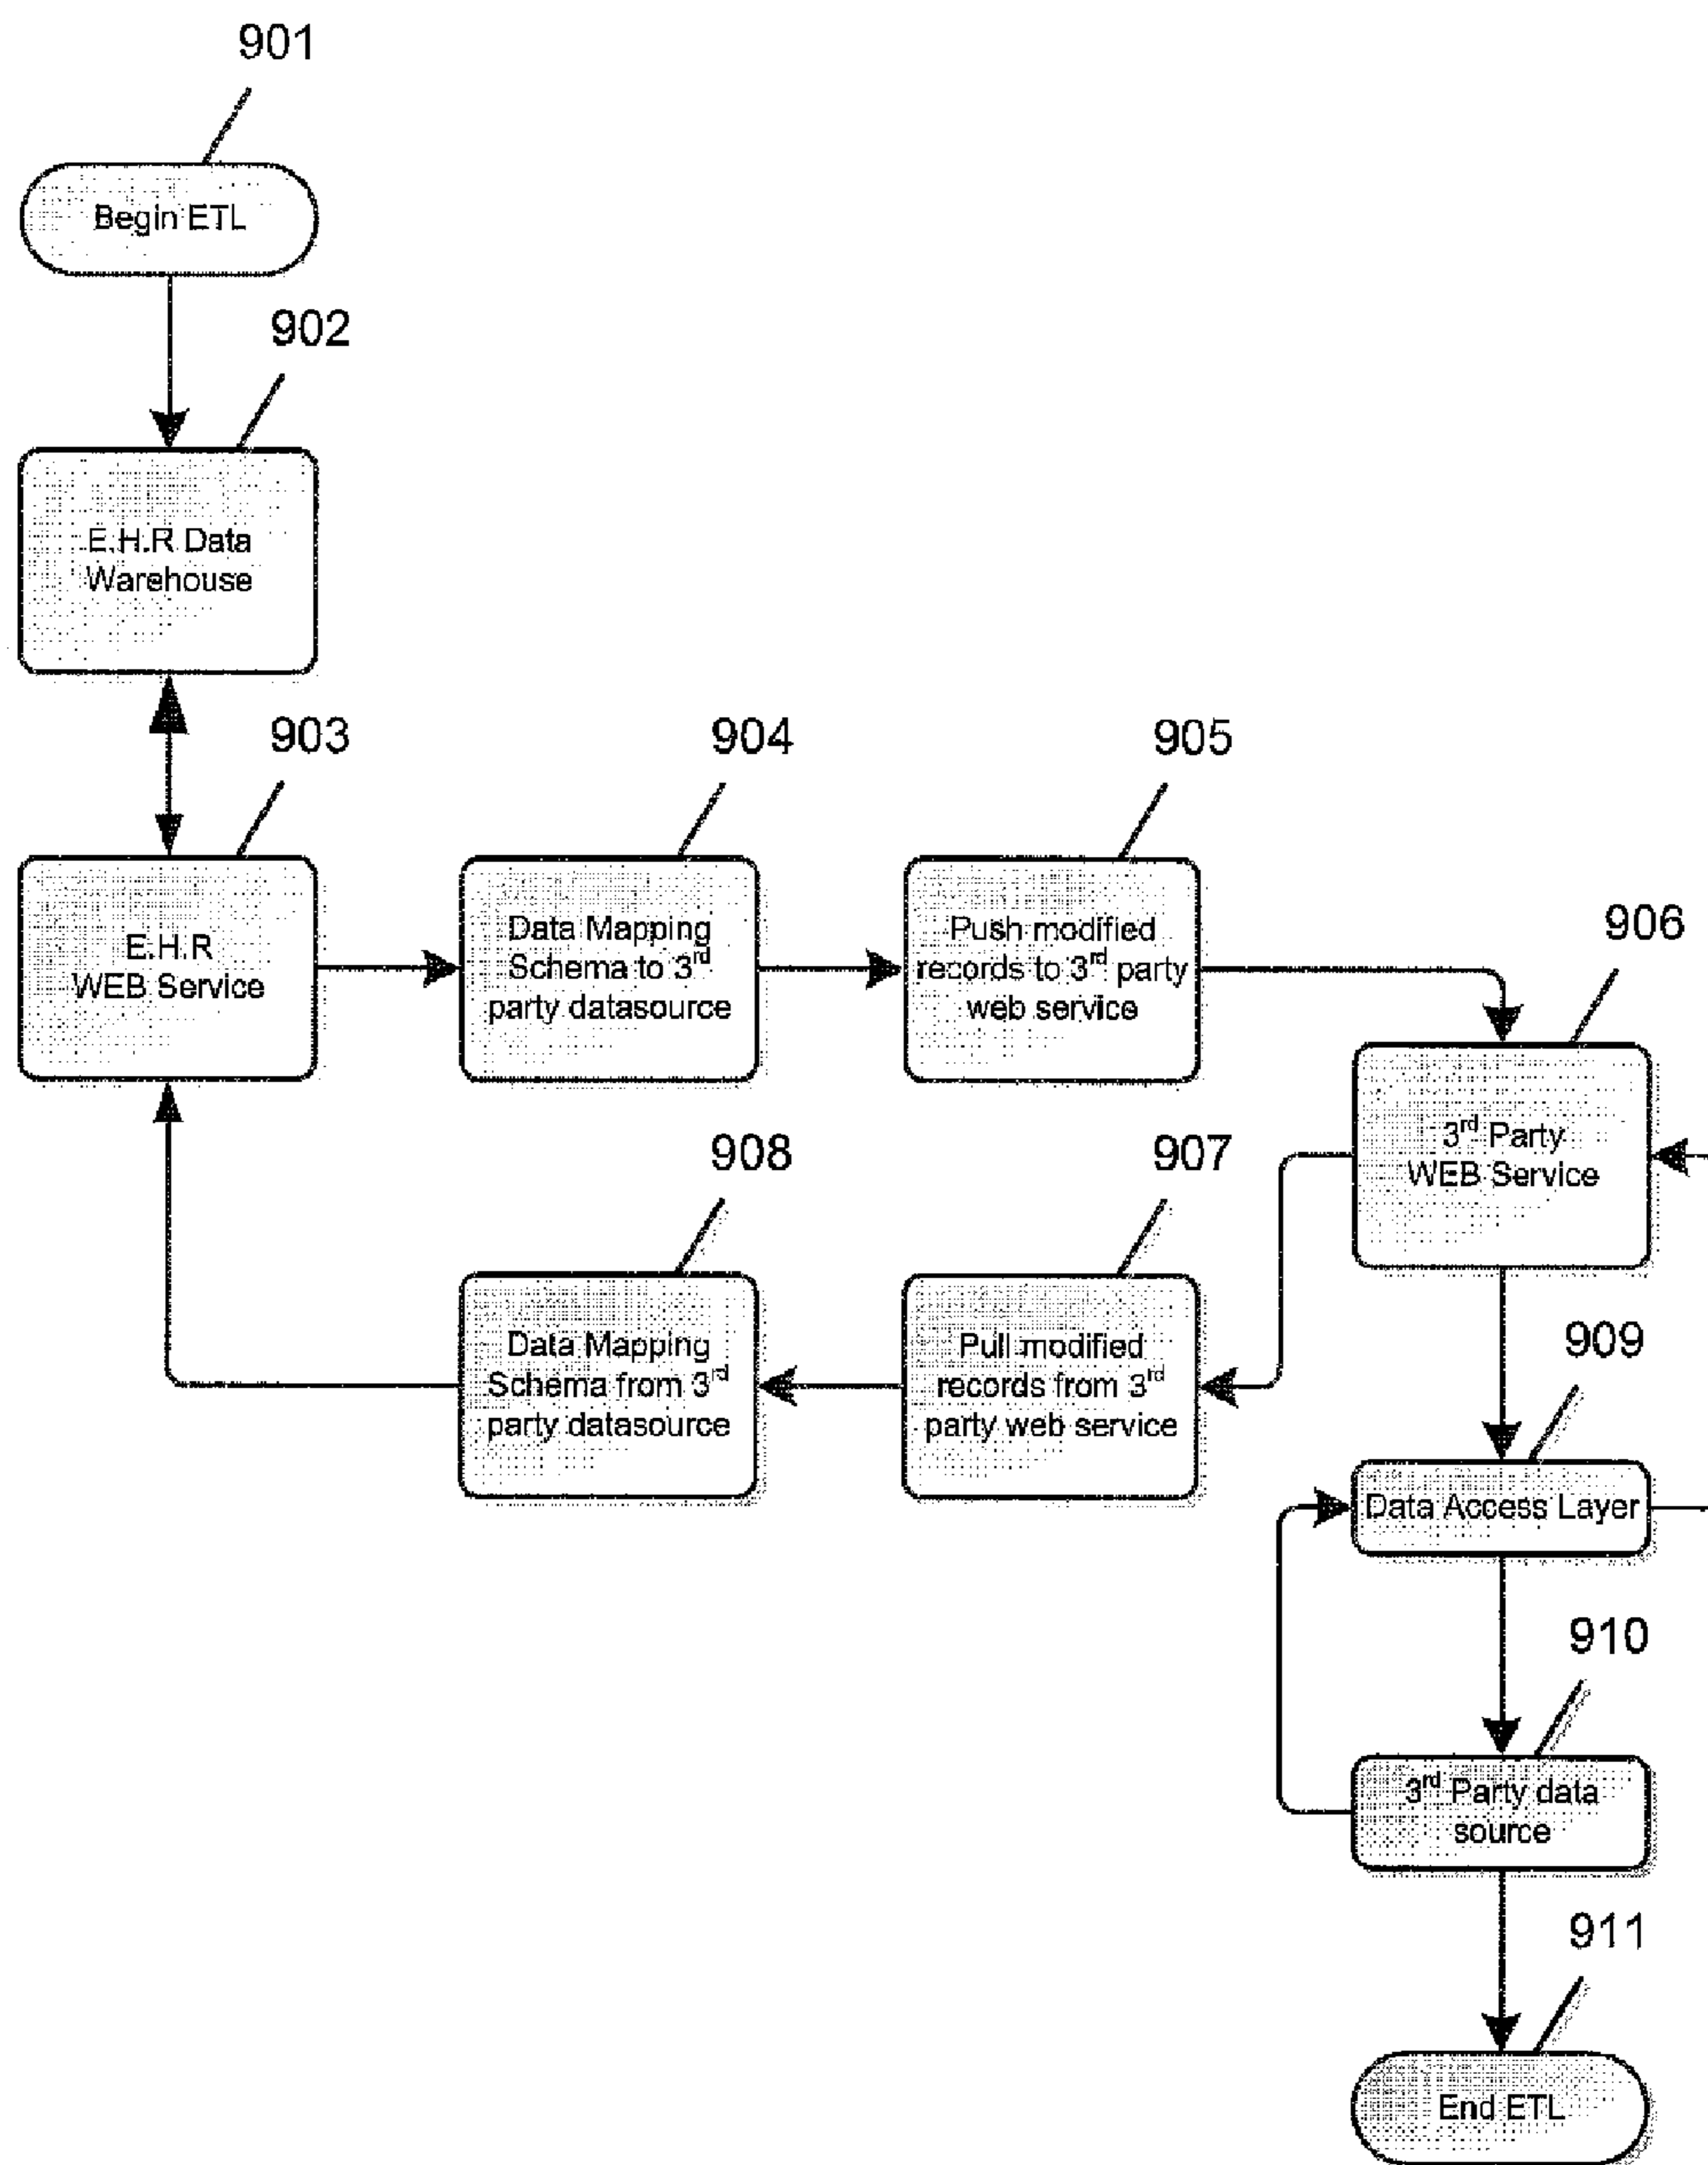 901
Begin ETL
902
E.H.R Data
Warehouse
903
E.H.R
WEB Service
904
Data Mapping
Schema to 3rd
party datasource
905
Push modified
records to 3rd party
web service
906
3rd Party
WEB Service
908
Data Mapping
Schema from 3rd
party datasource
907
Pull modified
records from 3rd
party web service
909
Data Access Layer
910
3rd Party data
source
911
End ETL